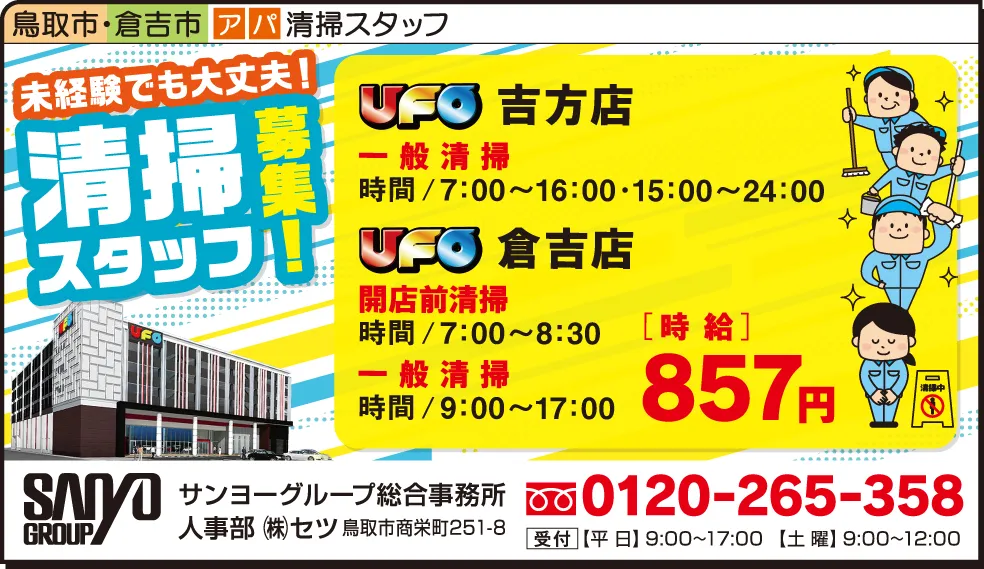 鳥取市・倉吉市 アパ 清掃スタッフ
未経験でも大丈夫！
清掃
スタッフ
募集！
UFO
UFO
UFO 吉方店
一般清掃
時間/7:00〜16:00・15:00〜24:00
UFO 倉吉店
開店前清掃
時間/7:00〜8:30
一般清掃
時間/9:00〜17:00
［時給］
857円
清掃中
SANYO
GROUP
サンヨーグループ総合事務所
人事部 ㈱セツ 鳥取市商栄町251-8
0120-265-358
受付【平 日】9:00~17:00 【土 曜】9:00~12:00